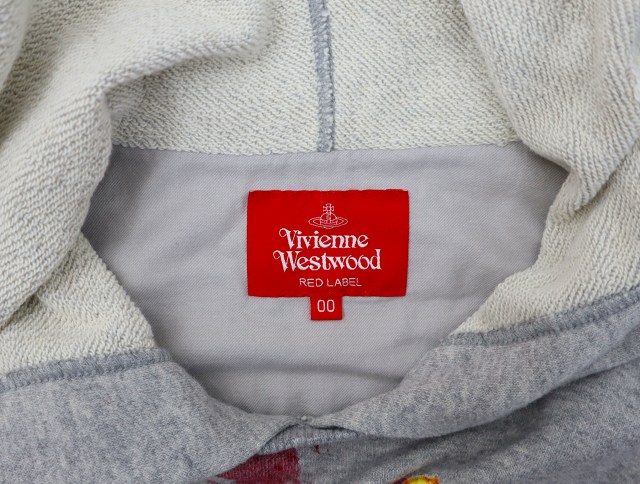 Vivienne
Westwood
RED LABEL
00